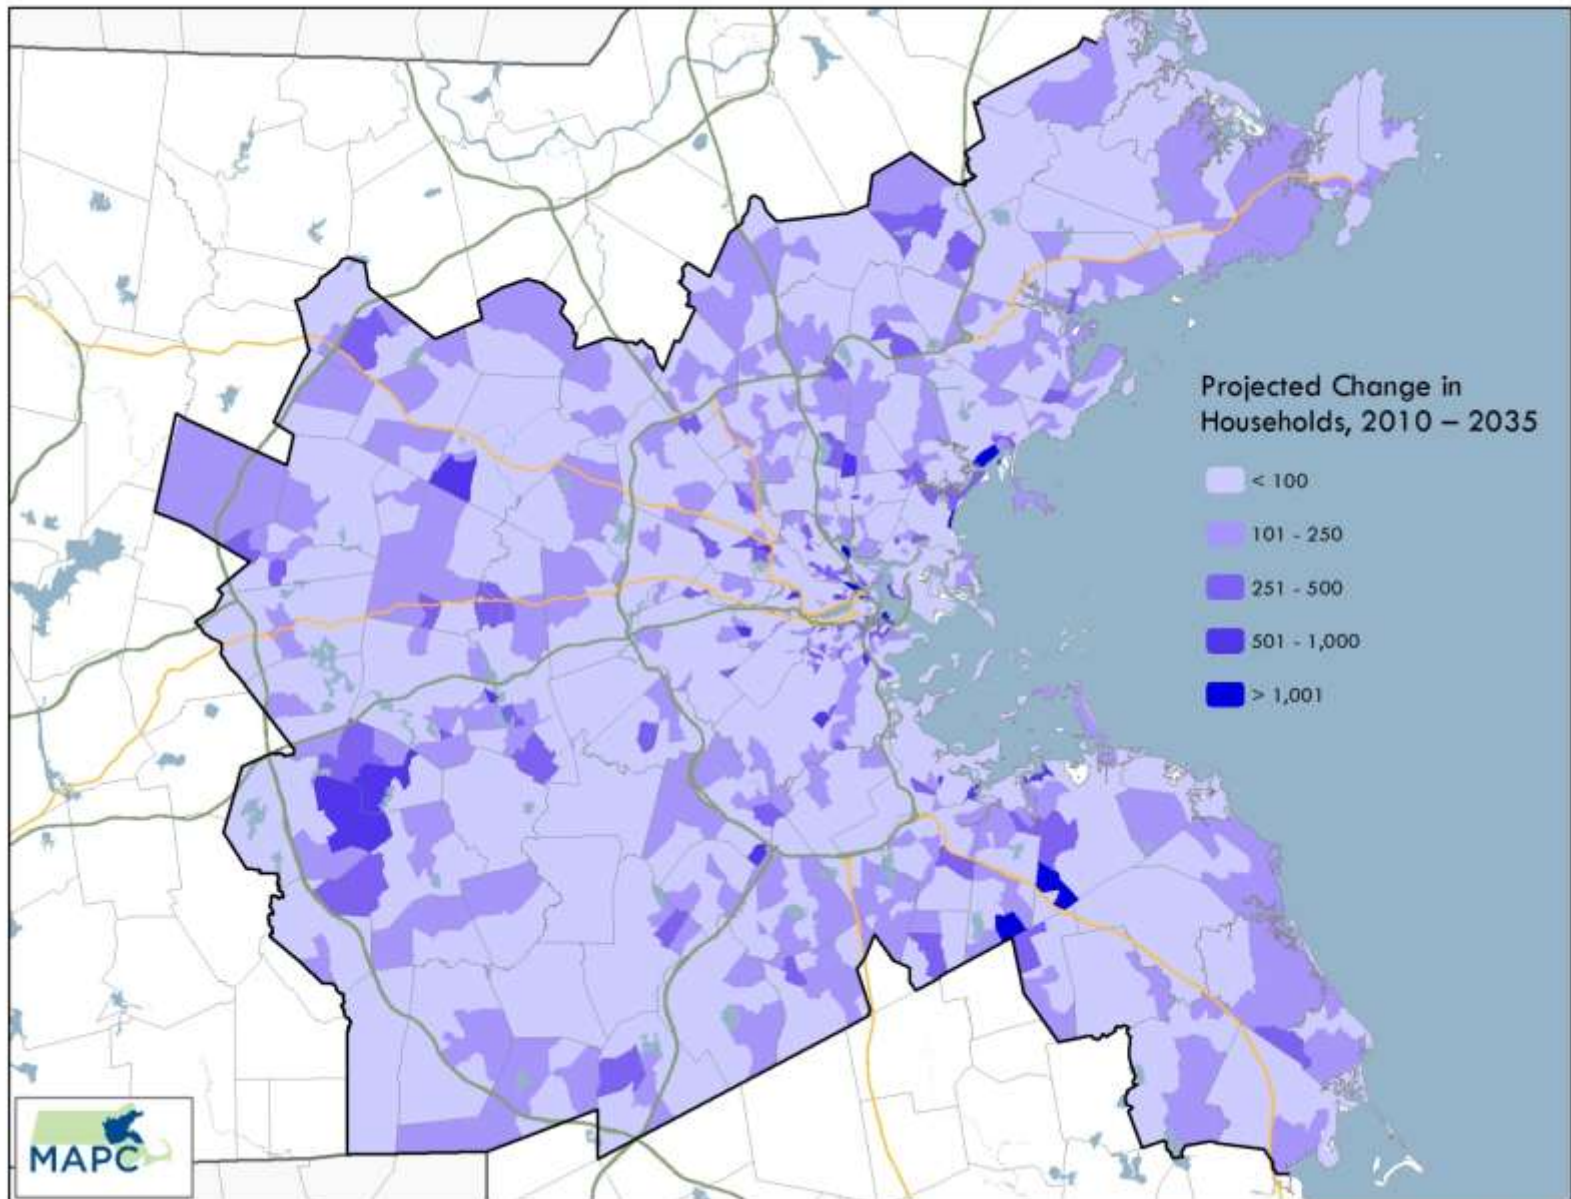 Projected Change in
Households, 2010 – 2035
< 100
101 - 250
251 - 500
501 - 1,000
> 1,001
MAPC